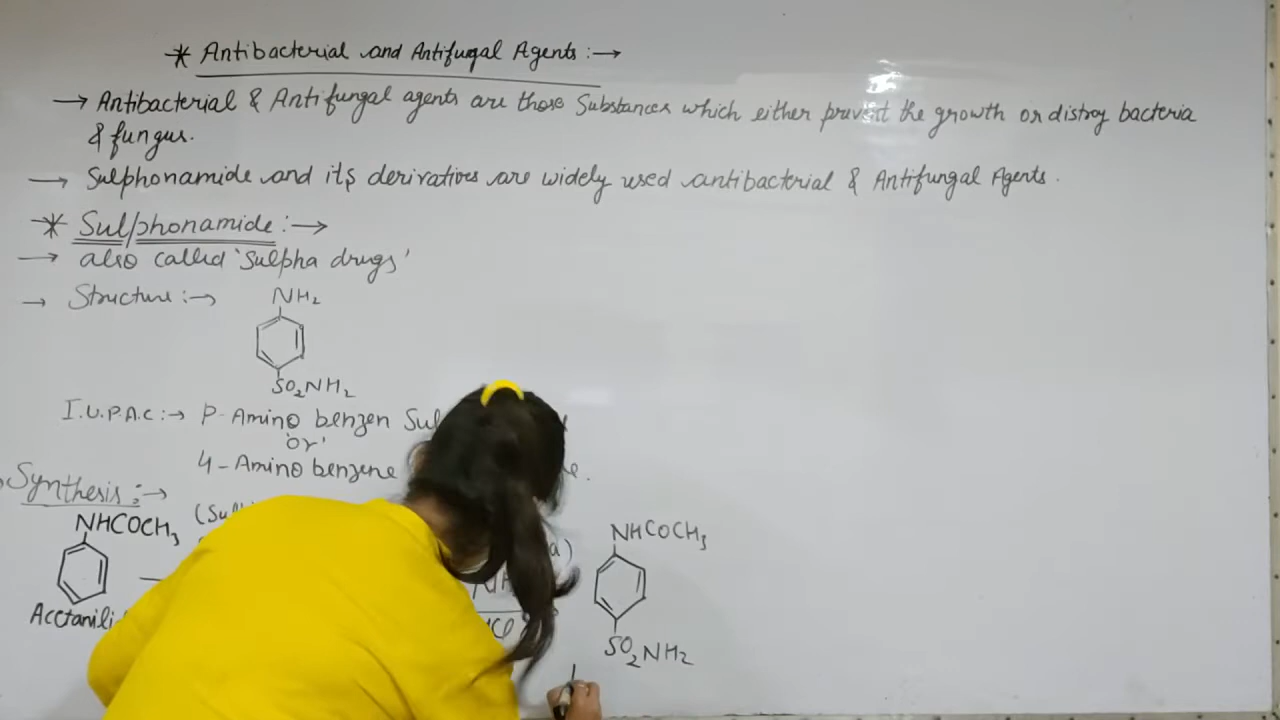 * Antibacterial and Antifugal Agents :→
→ Antibacterial & Antifungal agents are those Substances which either prevent the growth or distroy bacteria
& fungus.
→ Sulphonamide and its derivatives are widely used antibacterial & Antifungal Agents.
* Sulphonamide :→
→ also called 'Sulpha drugs'
→ Structure :→
NH2
SO2NH2
I.U.P.A.C :→ P-Amino benzen Sul
'or'
4-Amino benzene
Synthesis :→
NHCOCH3
NHCOCH3
SO2NH2